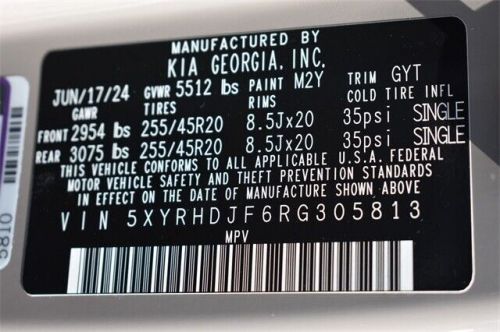 MANUFACTURED BY
KIA GEORGIA, INC.
JUN/17/24 GVWR 5512 lbs PAINT M2Y TRIM GYT
GAWR TIRES RIMS COLD TIRE INFL
FRONT 2954 lbs 255/45R20 8.5Jx20 35psi SINGLE
REAR 3075 lbs 255/45R20 8.5Jx20 35psi SINGLE
THIS VEHICLE CONFORMS TO ALL APPLICABLE U.S.A. FEDERAL
MOTOR VEHICLE SAFETY AND THEFT PREVENTION STANDARDS
IN EFFECT ON THE DATE OF MANUFACTURE SHOWN ABOVE.
VIN 5XYRHDJF6RG305813
MPV
5810